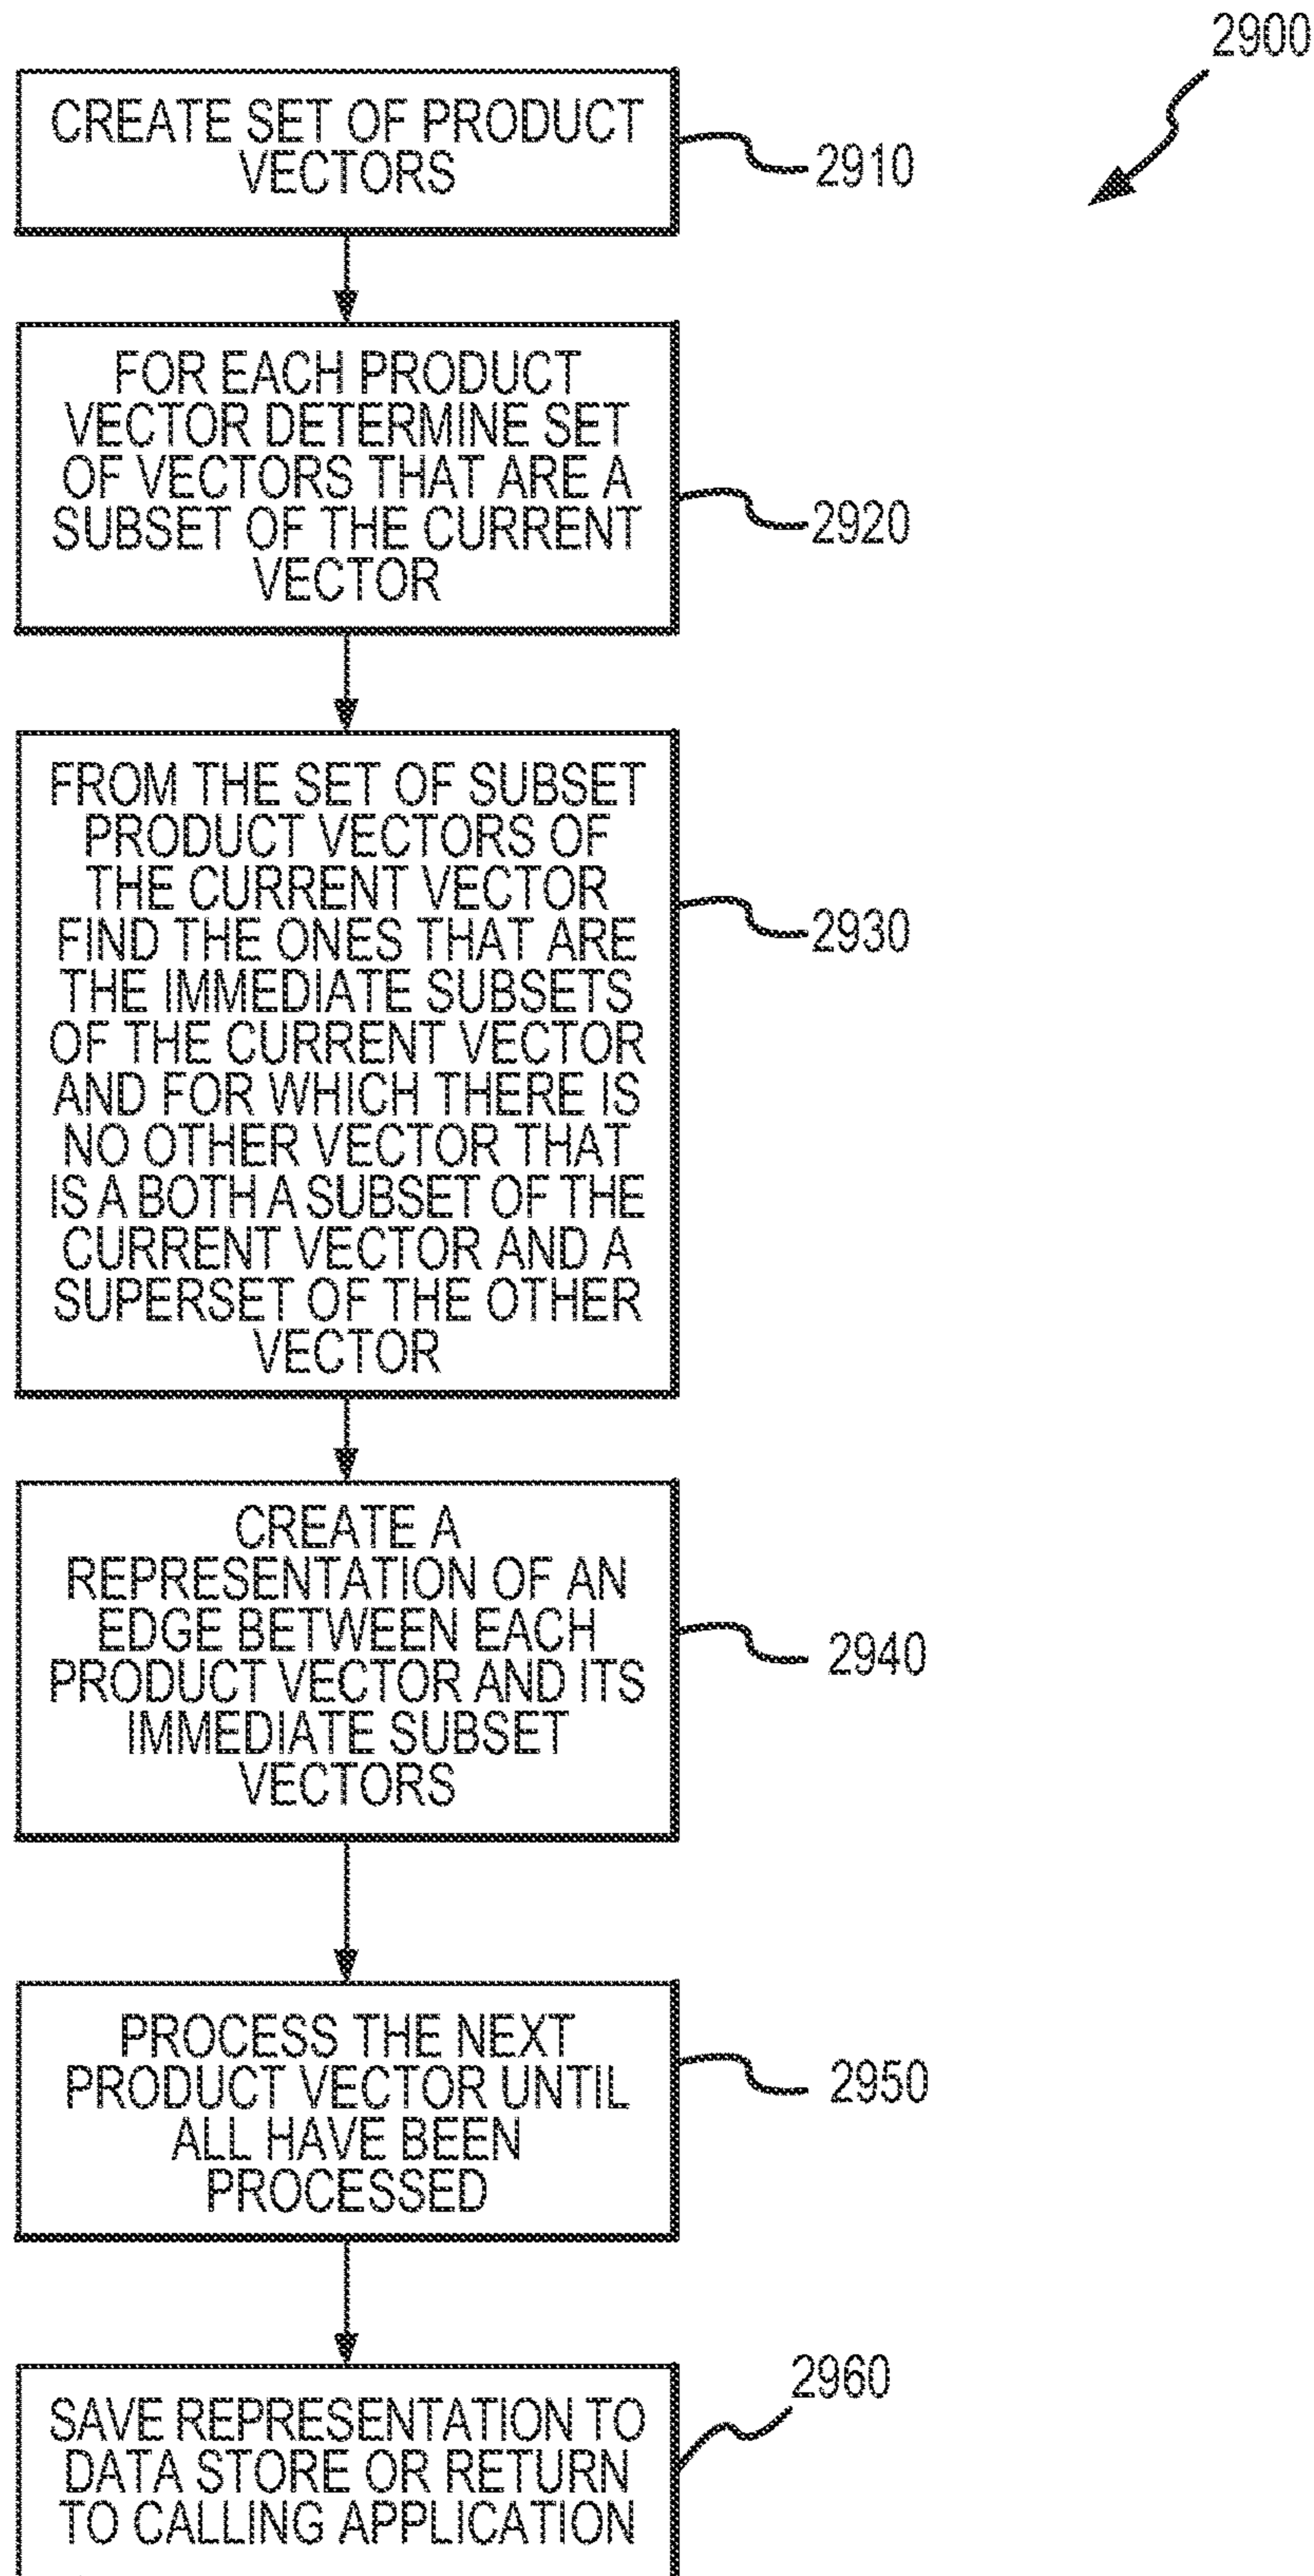 2900
CREATE SET OF PRODUCT
VECTORS
2910
FOR EACH PRODUCT
VECTOR DETERMINE SET
OF VECTORS THAT ARE A
SUBSET OF THE CURRENT
VECTOR
2920
FROM THE SET OF SUBSET
PRODUCT VECTORS OF
THE CURRENT VECTOR
FIND THE ONES THAT ARE
THE IMMEDIATE SUBSETS
OF THE CURRENT VECTOR
AND FOR WHICH THERE IS
NO OTHER VECTOR THAT
IS A BOTH A SUBSET OF THE
CURRENT VECTOR AND A
SUPERSET OF THE OTHER
VECTOR
2930
CREATE A
REPRESENTATION OF AN
EDGE BETWEEN EACH
PRODUCT VECTOR AND ITS
IMMEDIATE SUBSET
VECTORS
2940
PROCESS THE NEXT
PRODUCT VECTOR UNTIL
ALL HAVE BEEN
PROCESSED
2950
SAVE REPRESENTATION TO
DATA STORE OR RETURN
TO CALLING APPLICATION
2960